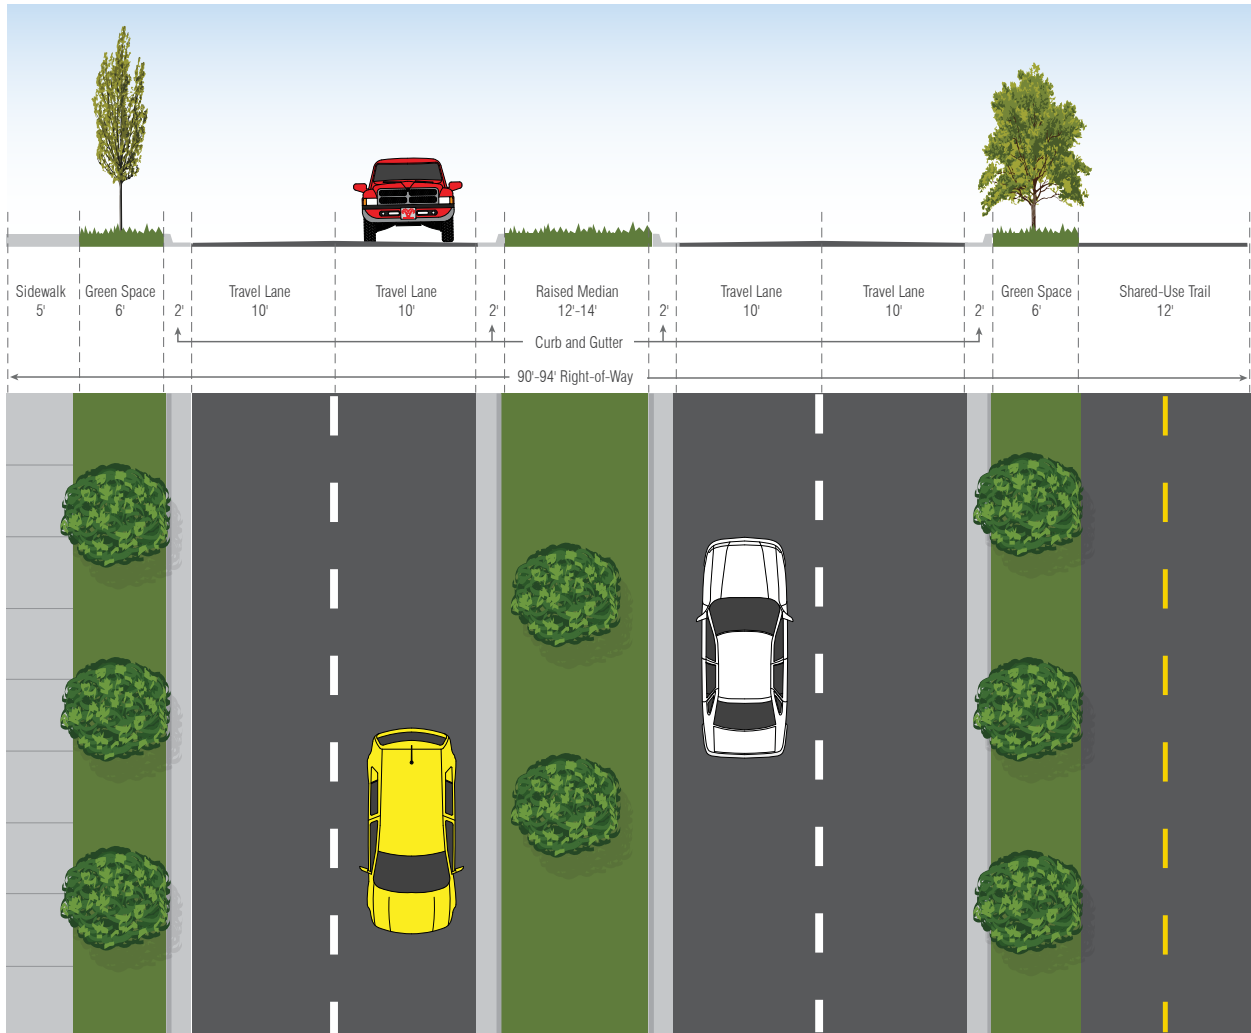 Sidewalk
5'
Green Space
6'
2'
Travel Lane
10'
Travel Lane
10'
2'
Raised Median
12'-14'
2'
Travel Lane
10'
Travel Lane
10'
2'
Green Space
6'
Shared-Use Trail
12'
Curb and Gutter
90'-94' Right-of-Way